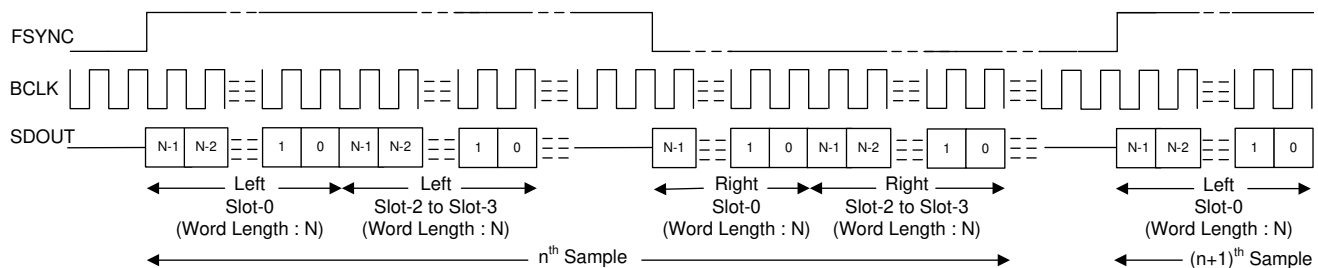 FSYNC
BCLK
SDOUT
N-1 N-2 1 0 N-1 N-2 1 0 N-1 1 0 N-1 N-2 1 0 N-1 N-2 1 0
Left Left Right Right Left
Slot-0 Slot-2 to Slot-3 Slot-0 Slot-2 to Slot-3 Slot-0
(Word Length : N) (Word Length : N) (Word Length : N) (Word Length : N) (Word Length : N)
nth Sample (n+1)th Sample